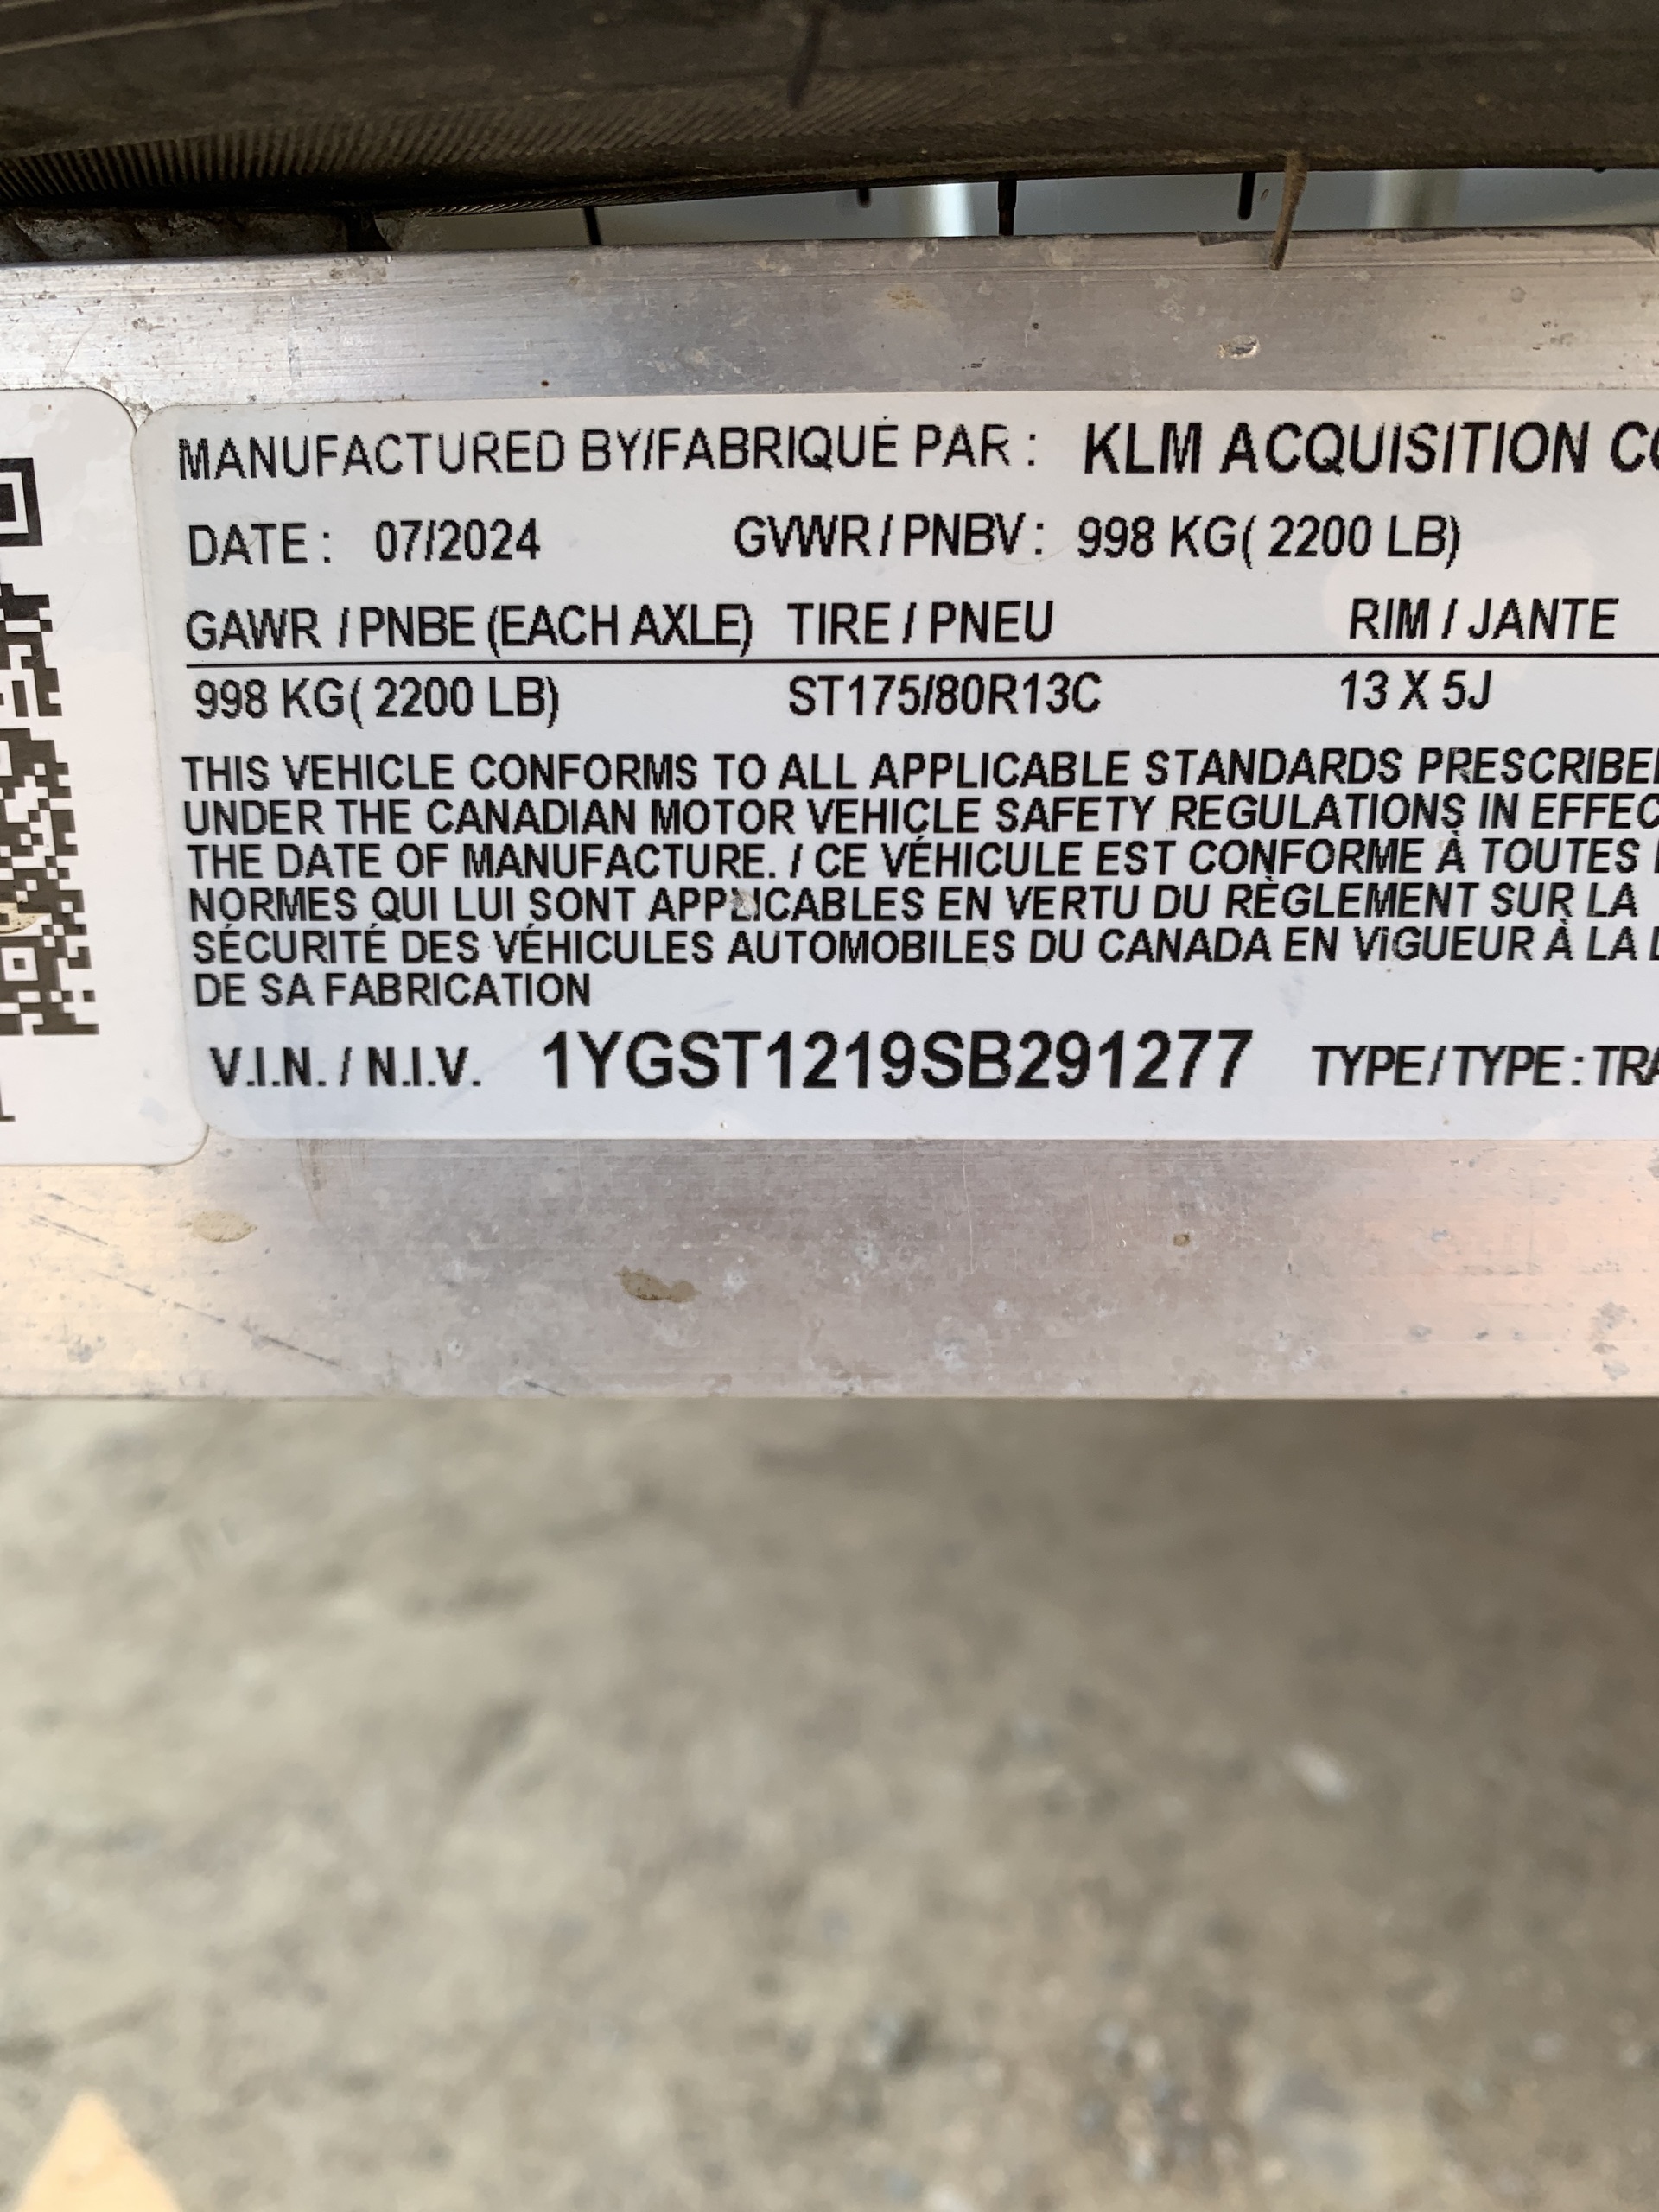 MANUFACTURED BY/FABRIQUÉ PAR : KLM ACQUISITION
DATE : 07/2024 GVWR / PNBV : 998 KG( 2200 LB)
GAWR / PNBE (EACH AXLE) TIRE / PNEU RIM / JANTE
998 KG( 2200 LB) ST175/80R13C 13 X 5J
THIS VEHICLE CONFORMS TO ALL APPLICABLE STANDARDS PRESCRIBE
UNDER THE CANADIAN MOTOR VEHICLE SAFETY REGULATIONS IN EFFEC
THE DATE OF MANUFACTURE. / CE VÉHICULE EST CONFORME À TOUTES
NORMES QUI LUI SONT APPLICABLES EN VERTU DU RÈGLEMENT SUR LA
SÉCURITÉ DES VÉHICULES AUTOMOBILES DU CANADA EN VIGUEUR À LA
DE SA FABRICATION
V.I.N. / N.I.V. 1YGST1219SB291277 TYPE / TYPE : TRA